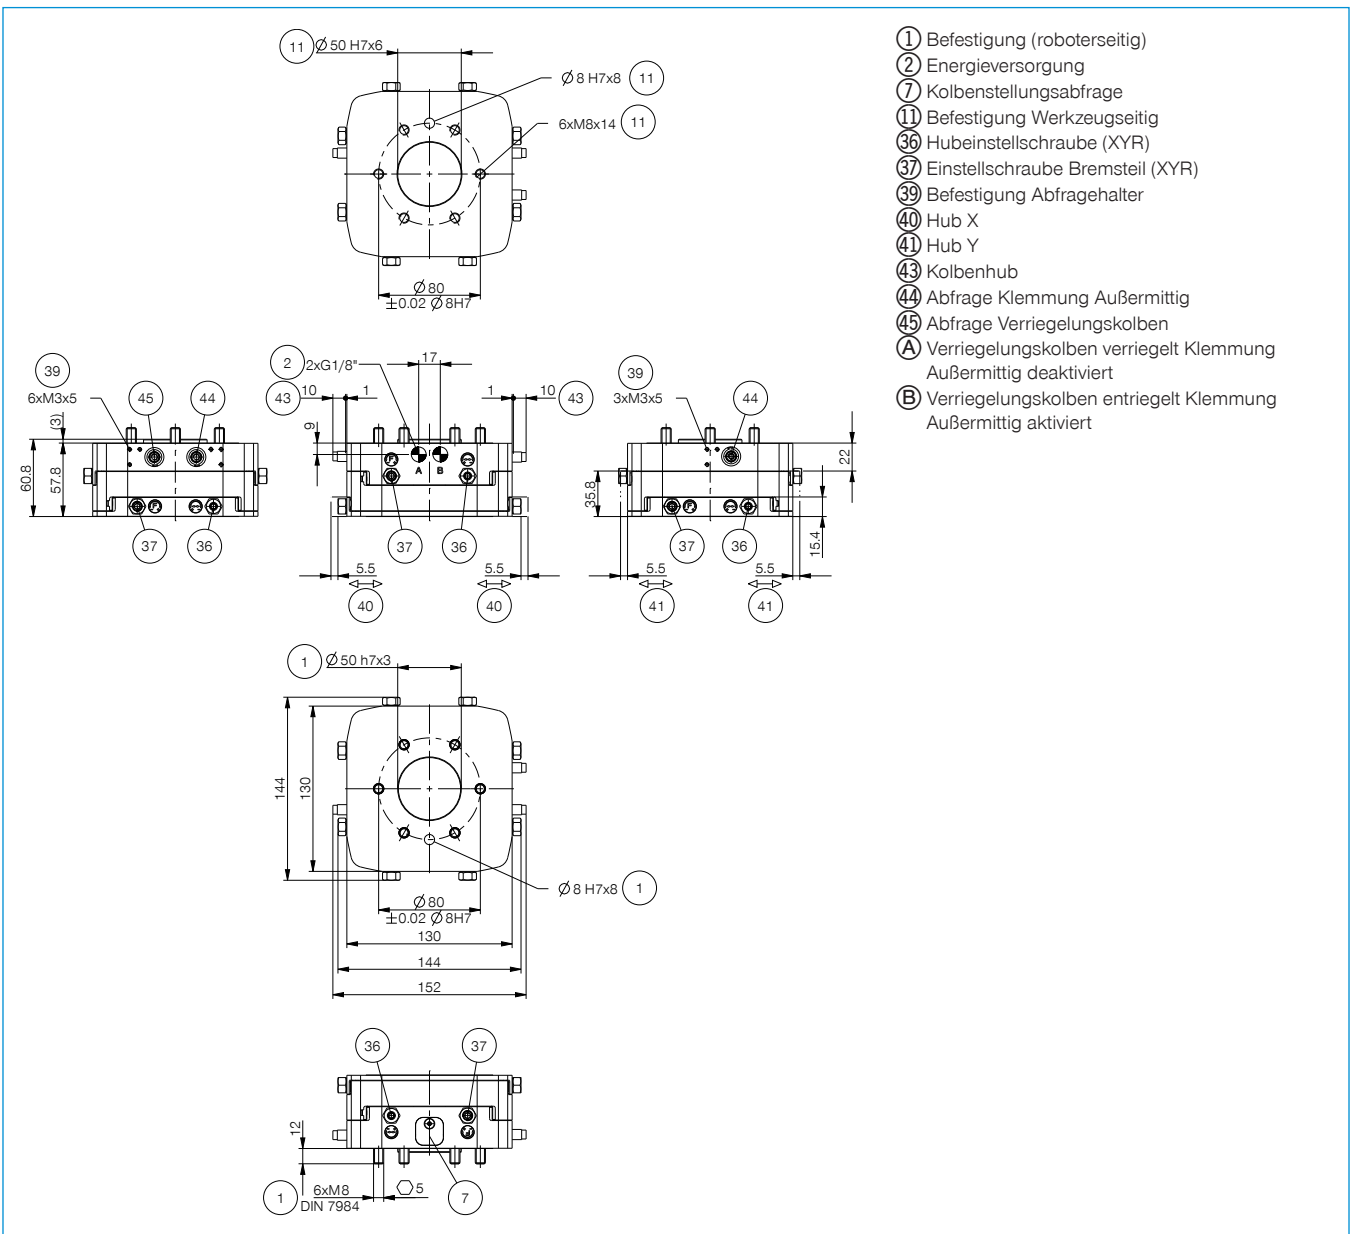 11 Ø 50 H7x6
Ø 8 H7x8 11
6xM8x14 11
Ø 80
±0.02 Ø 8H7
1 Befestigung (roboterseitig)
2 Energieversorgung
7 Kolbenstellungsabfrage
11 Befestigung Werkzeugseitig
36 Hubeinstellschraube (XYR)
37 Einstellschraube Bremsteil (XYR)
39 Befestigung Abfragehalter
40 Hub X
41 Hub Y
43 Kolbenhub
44 Abfrage Klemmung Außermittig
45 Abfrage Verriegelungskolben
A Verriegelungskolben verriegelt Klemmung
Außermittig deaktiviert
B Verriegelungskolben entriegelt Klemmung
Außermittig aktiviert
39
6xM3x5
45
44
(3)
60.8
57.8
37
36
2 2xG1/8"
17
43
10
1
1
10
43
9
A
B
37
36
5.5
5.5
40
40
39
3xM3x5
44
22
35.8
15.4
37
36
5.5
5.5
41
41
1 Ø 50 h7x3
144
130
Ø 8 H7x8 1
Ø 80
±0.02 Ø 8H7
130
144
152
36
37
12
1
6xM8
DIN 7984
5
7